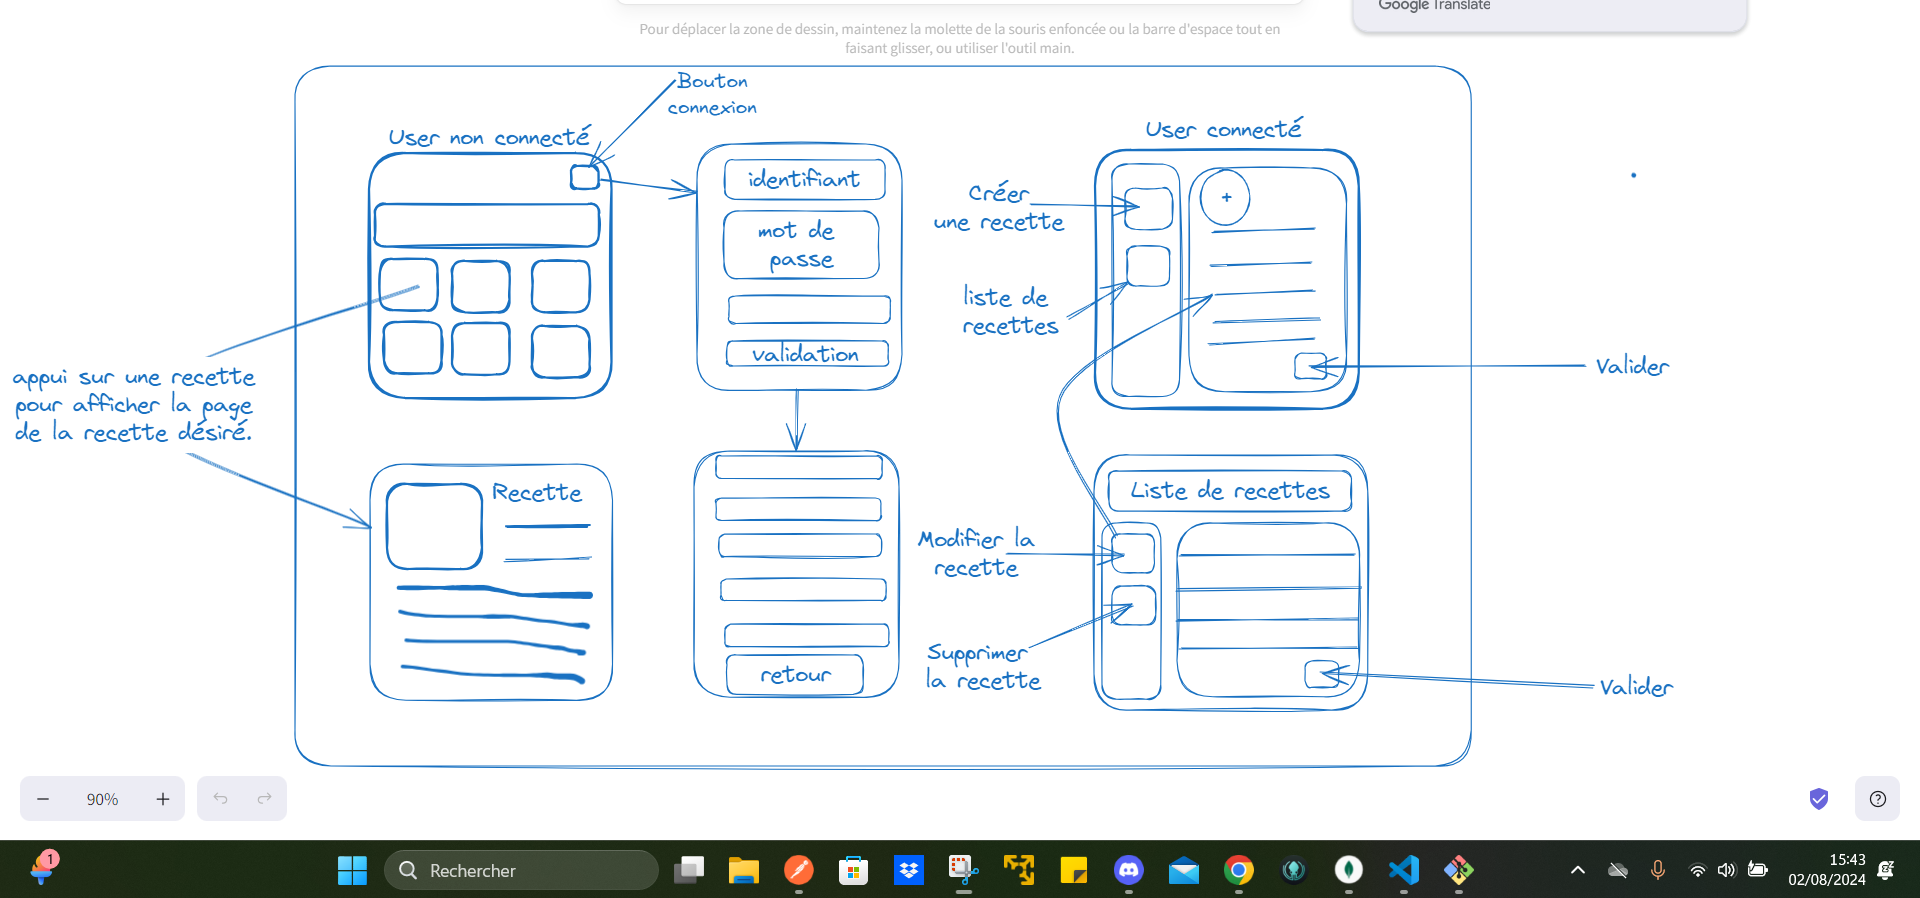 Google Translate
Pour déplacer la zone de dessin, maintenez la molette de la souris enfoncée ou la barre d'espace tout en
faisant glisser, ou utiliser l'outil main.
Bouton
connexion
User non connecté
User connecté
identifiant
mot de
passe
validation
Créer
une recette
+
liste de
recettes
Valider
appui sur une recette
pour afficher la page
de la recette désiré.
Recette
retour
Liste de recettes
Modifier la
recette
Supprimer
la recette
Valider
90%
1
Rechercher
15:43
02/08/2024